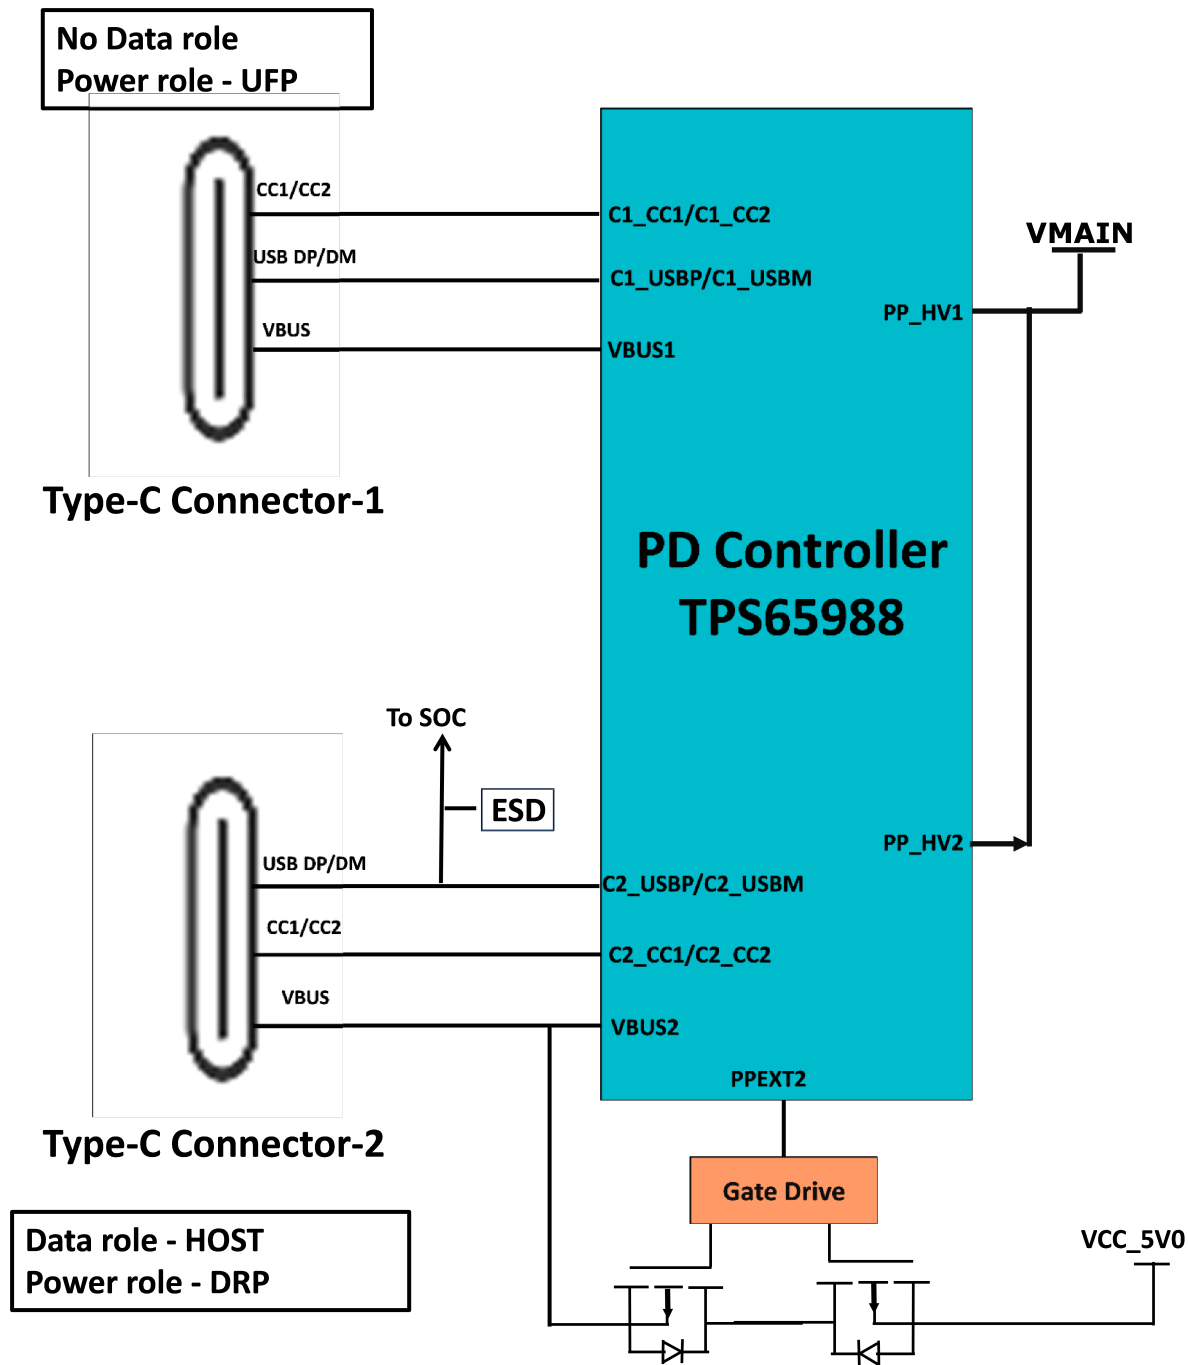 No Data role
Power role - UFP
CC1/CC2
USB DP/DM
VBUS
Type-C Connector-1
C1_CC1/C1_CC2
C1_USBP/C1_USBM
VBUS1
PP_HV1
VMAIN
PD Controller
TPS65988
To SOC
ESD
USB DP/DM
CC1/CC2
VBUS
Type-C Connector-2
PP_HV2
C2_USBP/C2_USBM
C2_CC1/C2_CC2
VBUS2
PPEXT2
Gate Drive
Data role - HOST
Power role - DRP
VCC_5V0